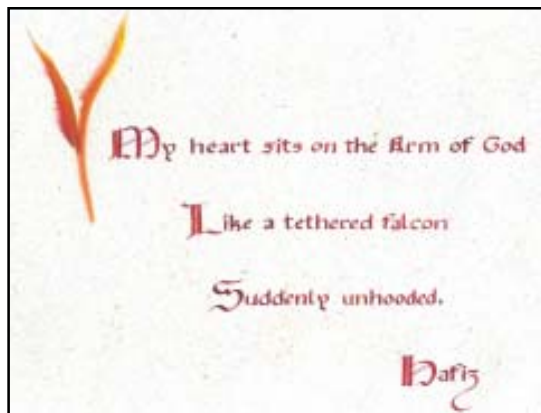 My heart sits on the Arm of God
Like a tethered falcon
Suddenly unhooded.
Hafiz